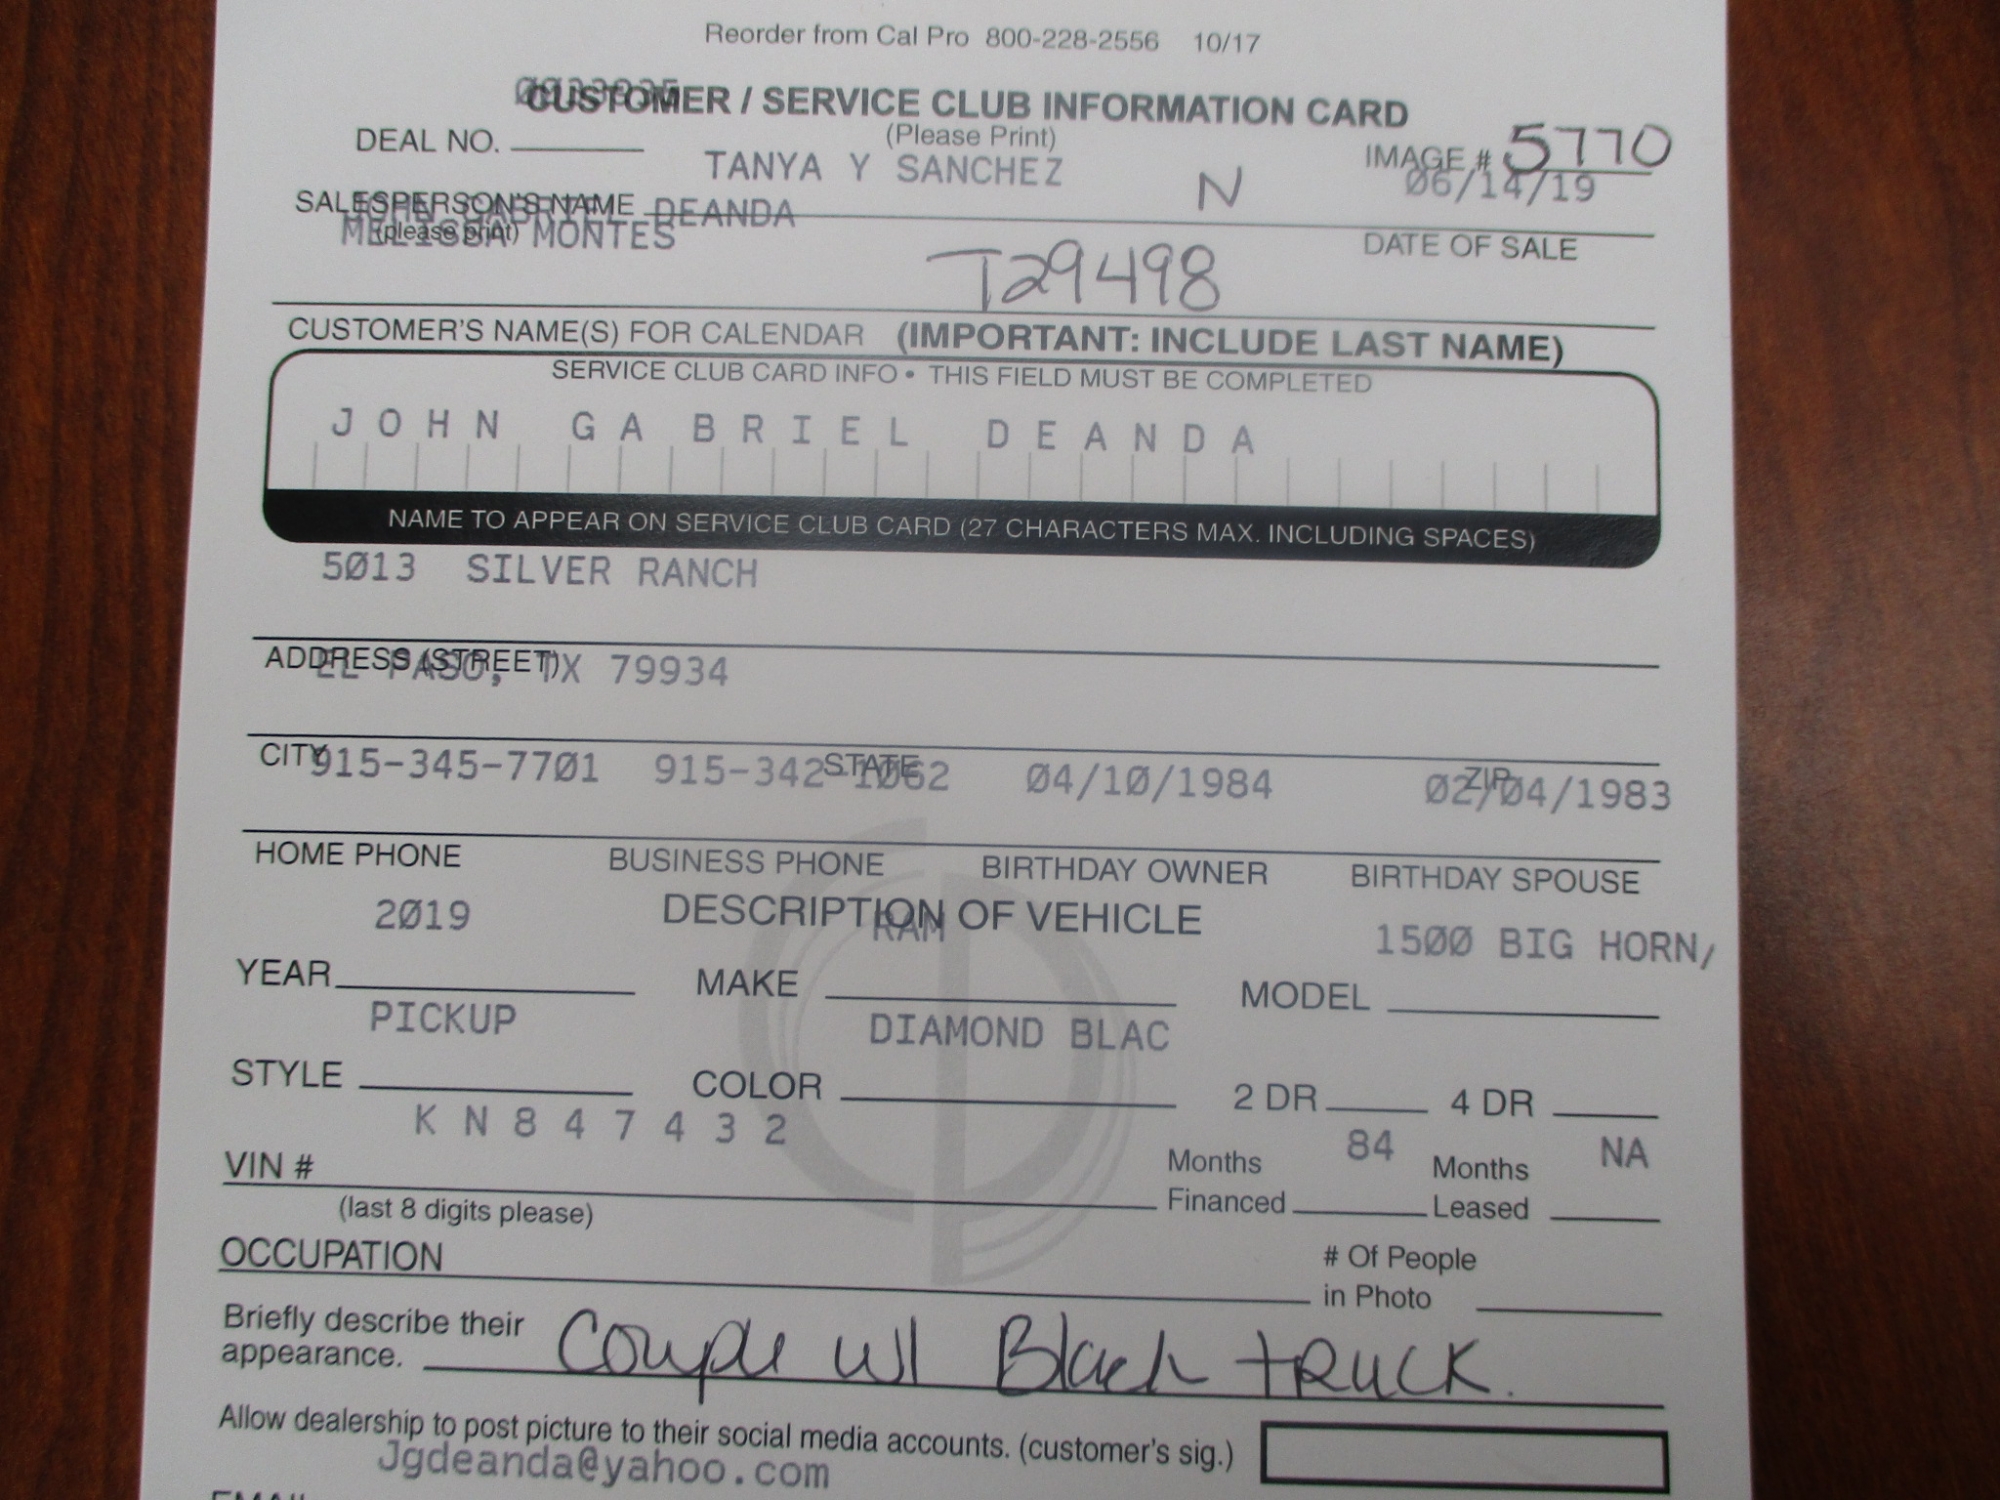 Reorder from Cal Pro 800-228-2556 10/17
CUSTOMER / SERVICE CLUB INFORMATION CARD
(Please Print)
DEAL NO.
IMAGE # 5770
TANYA Y SANCHEZ N 06/14/19
SALESPERSON'S NAME DEANDA
(please print)
MELISSA MONTES
DATE OF SALE
T29498
CUSTOMER'S NAME(S) FOR CALENDAR (IMPORTANT: INCLUDE LAST NAME)
SERVICE CLUB CARD INFO • THIS FIELD MUST BE COMPLETED
JOHN GABRIEL DEANDA
NAME TO APPEAR ON SERVICE CLUB CARD (27 CHARACTERS MAX. INCLUDING SPACES)
5013 SILVER RANCH
ADDRESS (STREET)
EL PASO, TX 79934
CITY STATE ZIP
915-345-7701 915-342-1062 04/10/1984 02/04/1983
HOME PHONE BUSINESS PHONE BIRTHDAY OWNER BIRTHDAY SPOUSE
DESCRIPTION OF VEHICLE
2019 RAM 1500 BIG HORN/
YEAR MAKE MODEL
PICKUP DIAMOND BLAC
STYLE COLOR 2 DR 4 DR
KN847432
VIN #
(last 8 digits please)
Months Financed 84 Months Leased NA
OCCUPATION
# Of People in Photo
Briefly describe their appearance. Couple w/ Black truck.
Allow dealership to post picture to their social media accounts. (customer's sig.)
Jgdeanda@yahoo.com